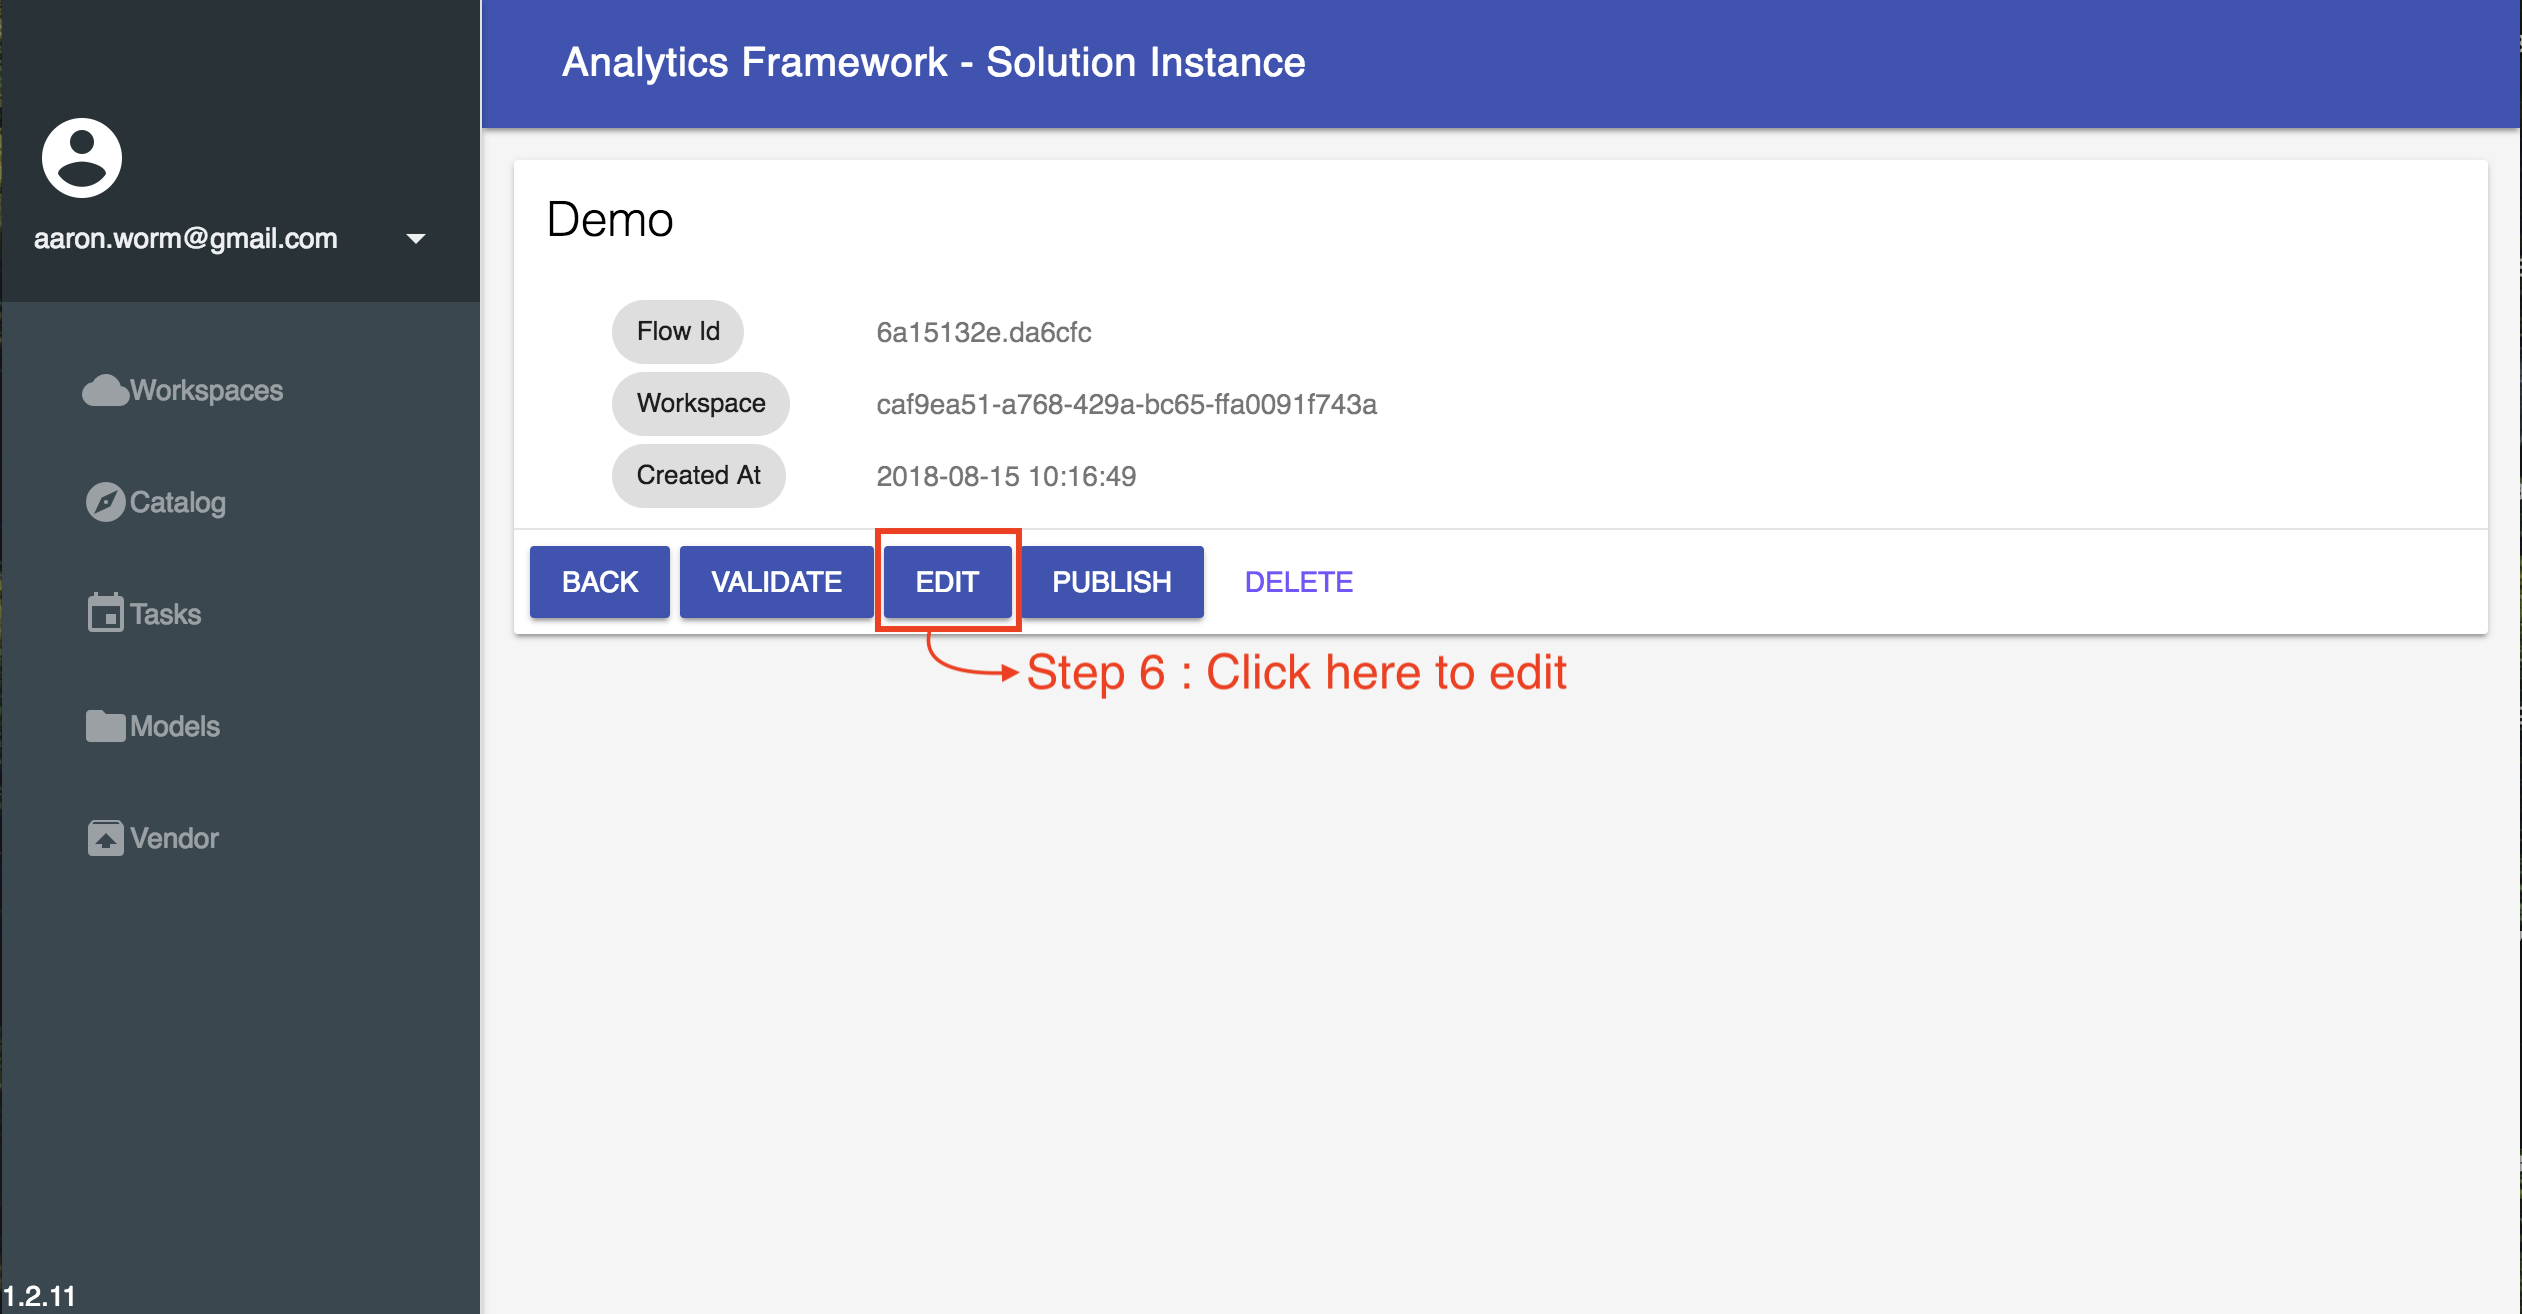 Analytics Framework - Solution Instance
aaron.worm@gmail.com
Workspaces
Catalog
Tasks
Models
Vendor
1.2.11
Demo
Flow Id 6a15132e.da6cfc
Workspace caf9ea51-a768-429a-bc65-ffa0091f743a
Created At 2018-08-15 10:16:49
BACK VALIDATE EDIT PUBLISH DELETE
Step 6 : Click here to edit